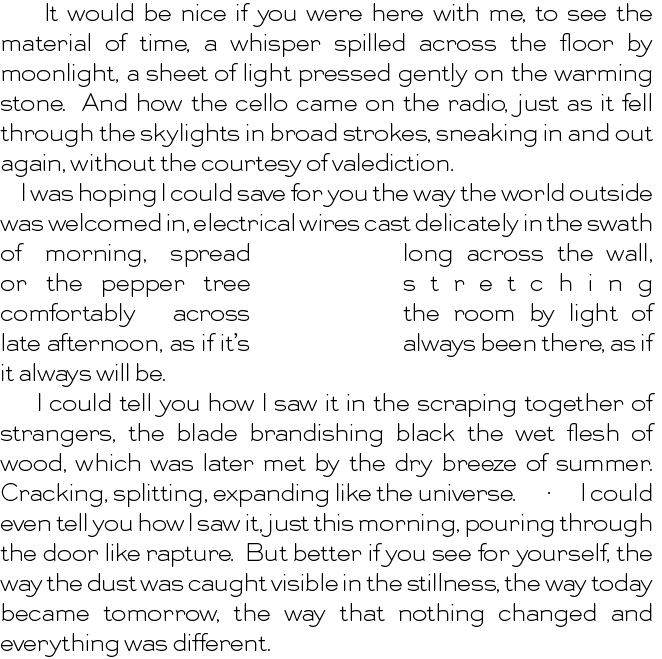 It would be nice if you were here with me, to see the
material of time, a whisper spilled across the floor by
moonlight, a sheet of light pressed gently on the warming
stone. And how the cello came on the radio, just as it fell
through the skylights in broad strokes, sneaking in and out
again, without the courtesy of valediction.
I was hoping I could save for you the way the world outside
was welcomed in, electrical wires cast delicately in the swath
of morning, spread long across the wall,
or the pepper tree stretching
comfortably across the room by light of
late afternoon, as if it's always been there, as if
it always will be.
I could tell you how I saw it in the scraping together of
strangers, the blade brandishing black the wet flesh of
wood, which was later met by the dry breeze of summer.
Cracking, splitting, expanding like the universe. · I could
even tell you how I saw it, just this morning, pouring through
the door like rapture. But better if you see for yourself, the
way the dust was caught visible in the stillness, the way today
became tomorrow, the way that nothing changed and
everything was different.